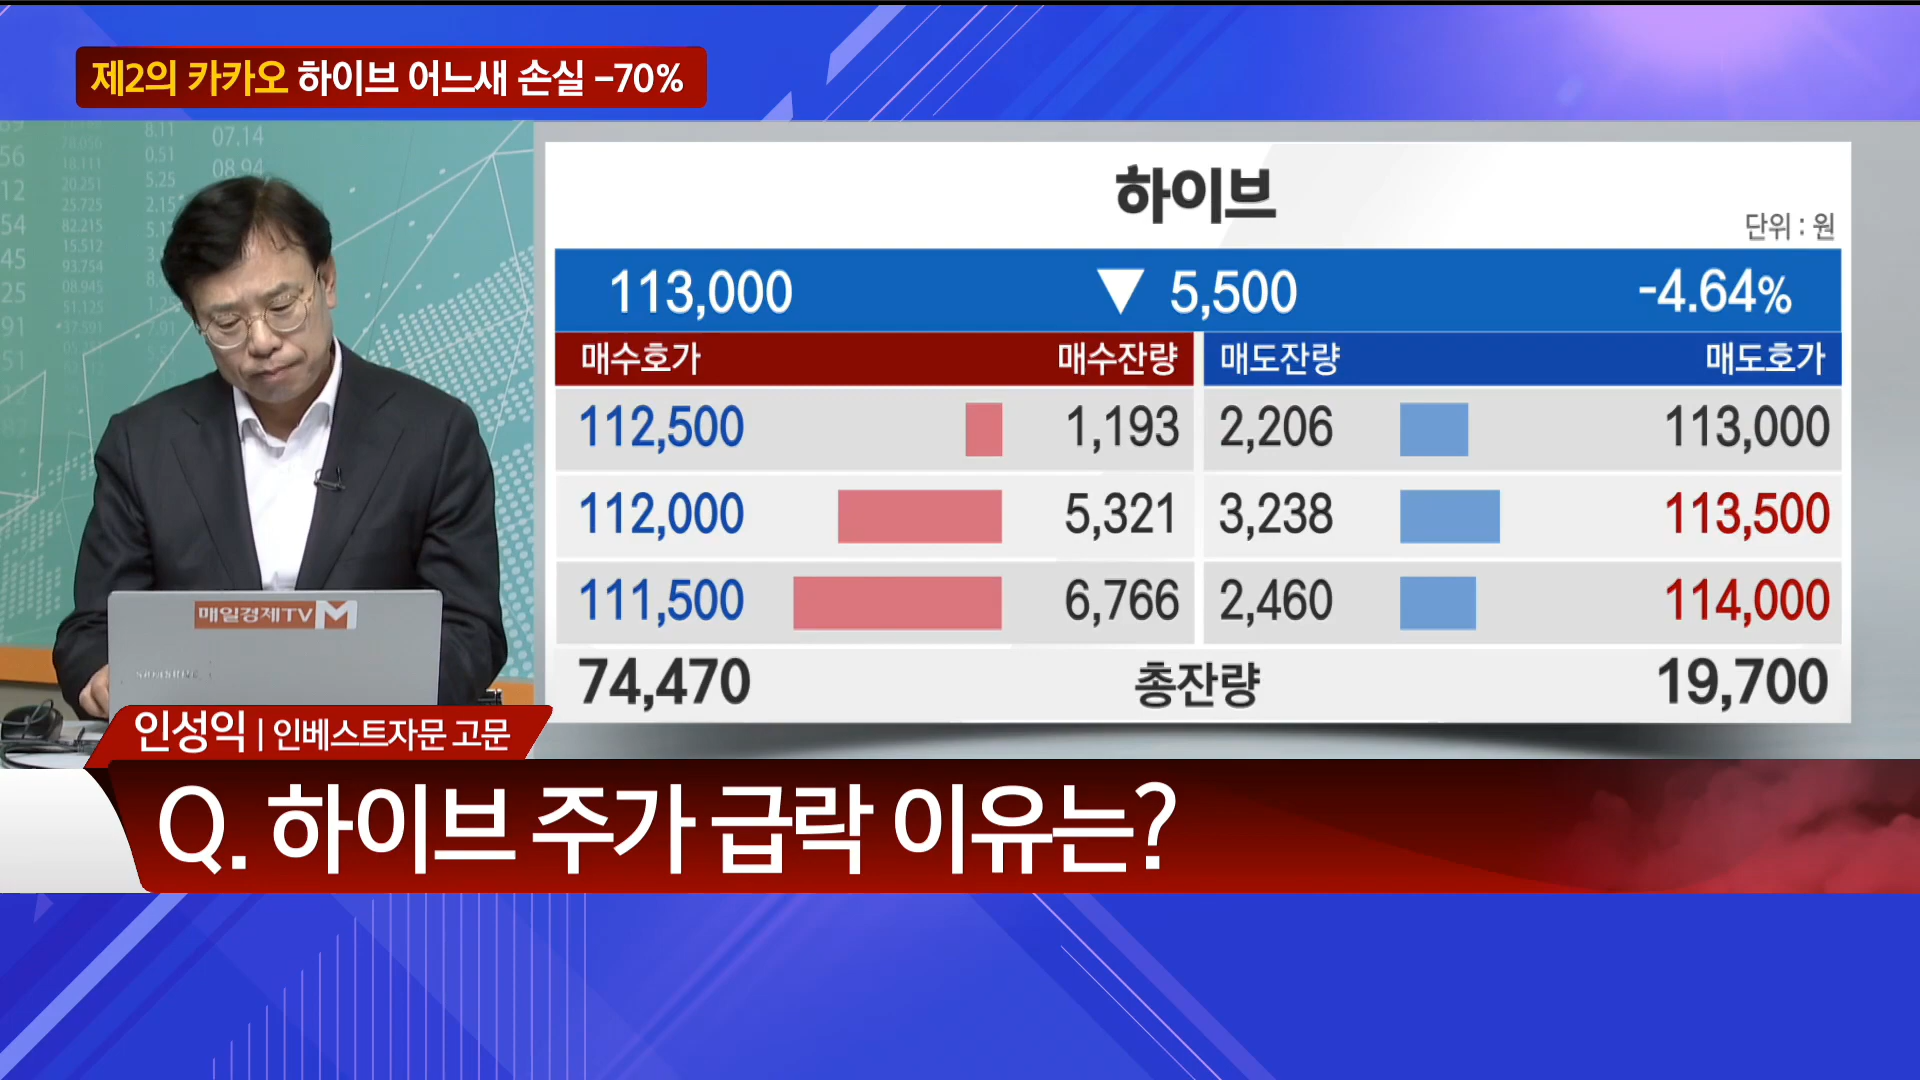 제2의 카카오 하이브 어느새 손실 -70%
07.14
08.94
하이브
단위 : 원
113,000 ▼ 5,500 -4.64%
매수호가 매수잔량 매도잔량 매도호가
112,500 1,193 2,206 113,000
112,000 5,321 3,238 113,500
111,500 6,766 2,460 114,000
74,470 총잔량 19,700
매일경제TV M
인성익 | 인베스트자문 고문
Q. 하이브 주가 급락 이유는?